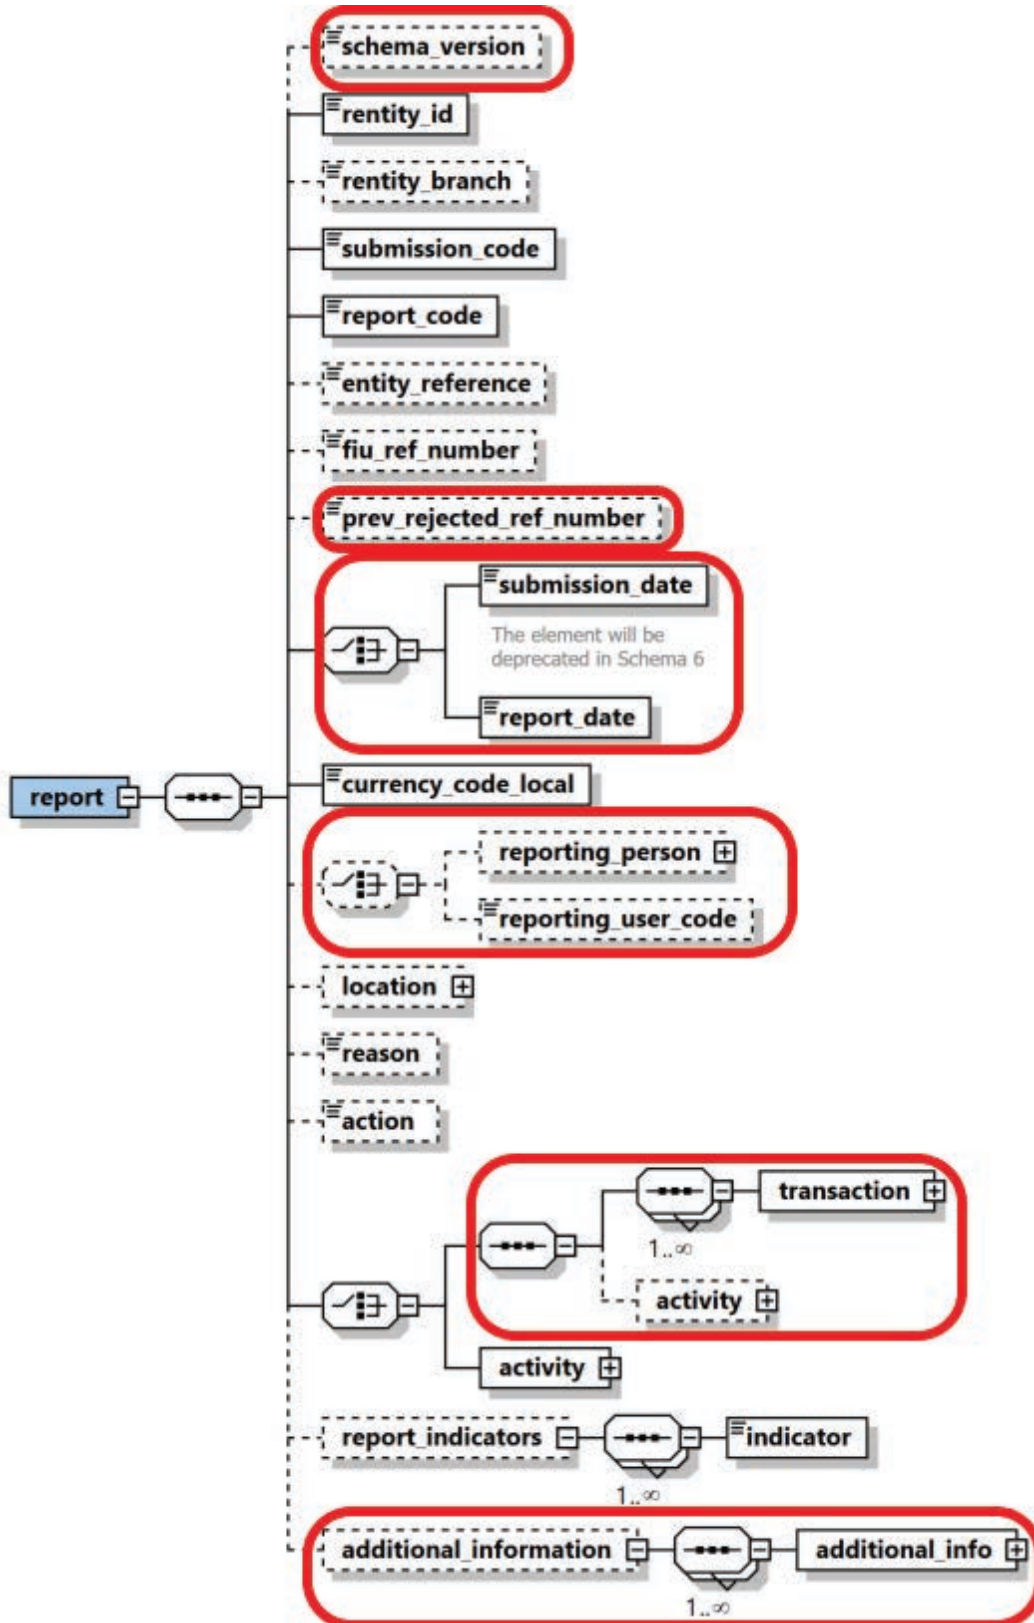 schema_version
rentity_id
rentity_branch
submission_code
report_code
entity_reference
fiu_ref_number
prev_rejected_ref_number
submission_date
The element will be
deprecated in Schema 6
report_date
report
currency_code_local
reporting_person
reporting_user_code
location
reason
action
transaction
1..∞
activity
activity
report_indicators
indicator
1..∞
additional_information
additional_info
1..∞